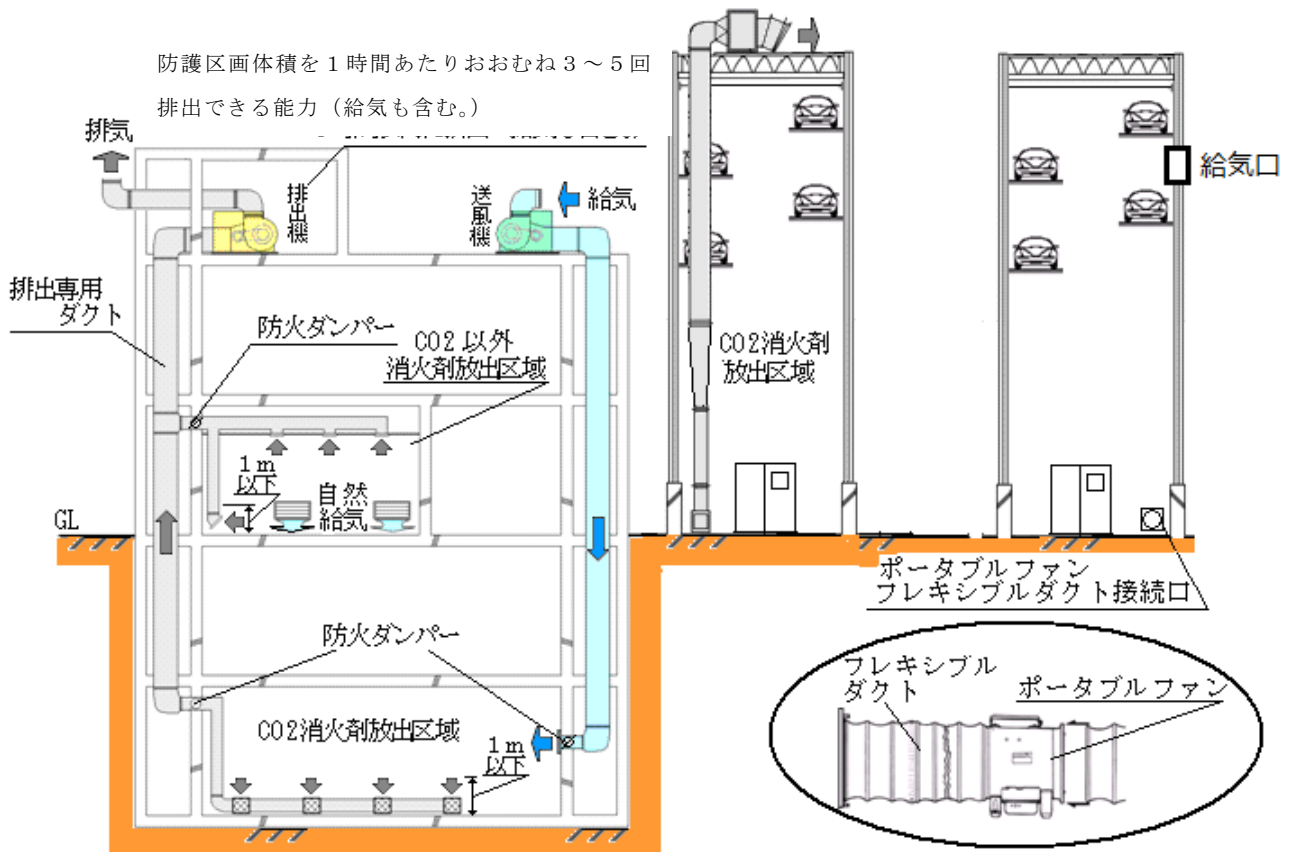 防護区画体積を１時間あたりおおむね３～５回
排出できる能力（給気も含む。）
排気
排出機
送風機
給気
給気口
排出専用
ダクト
防火ダンパー
CO2以外
消火剤放出区域
CO2消火剤
放出区域
1m
以下
自然
給気
GL
ポータブルファン
フレキシブルダクト接続口
防火ダンパー
フレキシブル
ダクト
ポータブルファン
CO2消火剤放出区域
1m
以下